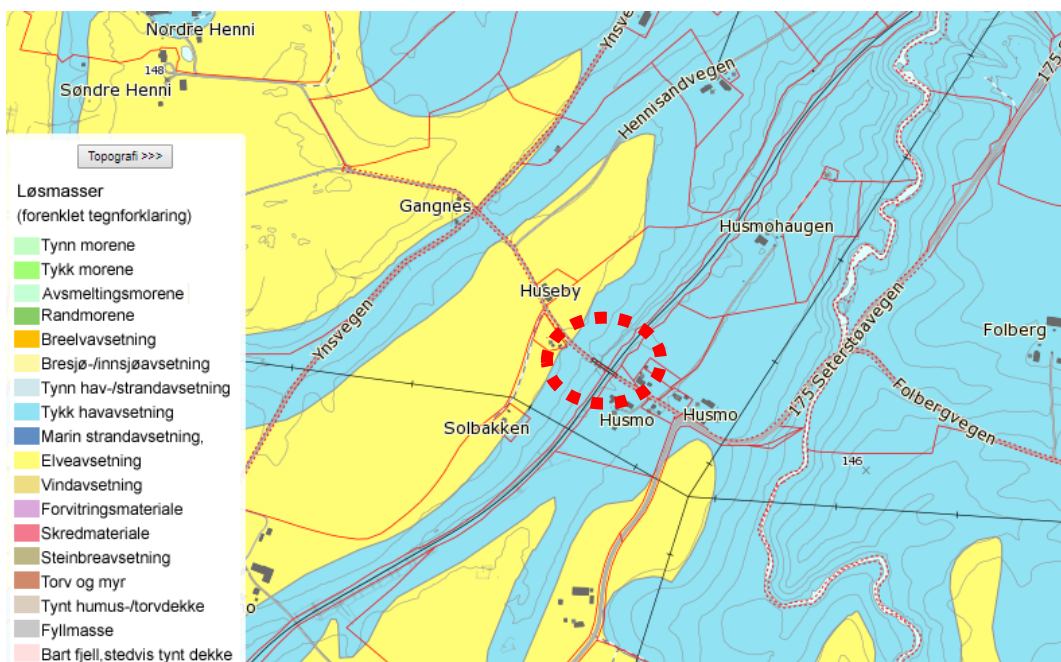 Nordre Henni
148
Søndre Henni
Ynsvegen
Hennisandvegen
175
Topografi >>>
Løsmasser
(forenklet tegnforklaring)
Tynn morene
Tykk morene
Avsmeltingsmorene
Randmorene
Breelvavsetning
Bresjø-/innsjøavsetning
Tynn hav-/strandavsetning
Tykk havavsetning
Marin strandavsetning,
Elveavsetning
Vindavsetning
Forvitringsmateriale
Skredmateriale
Steinbreavsetning
Torv og myr
Tynt humus-/torvdekke
Fyllmasse
Bart fjell,stedvis tynt dekke
Gangnes
Husmohaugen
Huseby
Ynsvegen
Folberg
175 Seterstøavegen
Folbergvegen
Solbakken
Husmo
Husmo
146